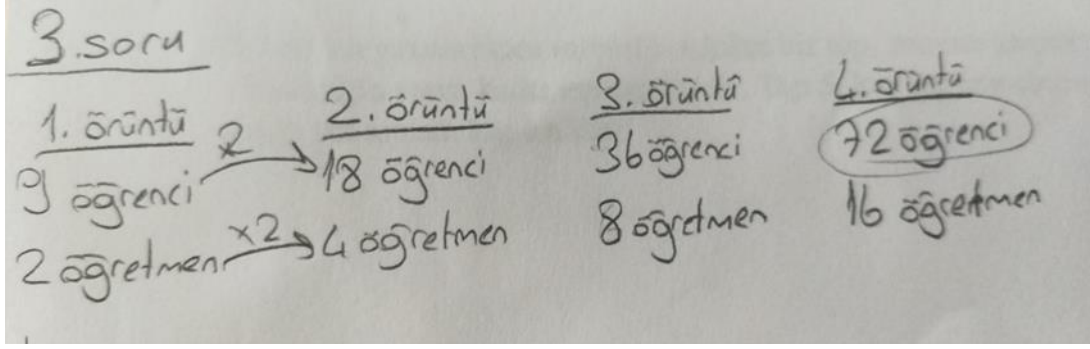 3. soru
1. örüntü
9 öğrenci
2 öğretmen
2
x2
2. örüntü
18 öğrenci
4 öğretmen
3. örüntü
36 öğrenci
8 öğretmen
4. örüntü
72 öğrenci
16 öğretmen